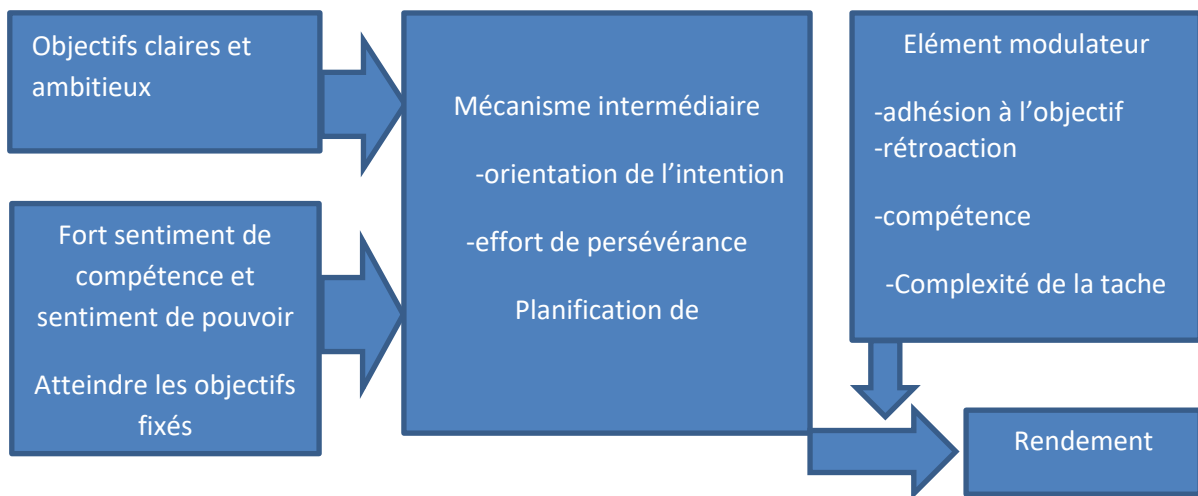 Objectifs claires et
ambitieux
Fort sentiment de
compétence et
sentiment de pouvoir
Atteindre les objectifs
fixés
Mécanisme intermédiaire
-orientation de l’intention
-effort de persévérance
Planification de
Elément modulateur
-adhésion à l’objectif
-rétroaction
-compétence
-Complexité de la tache
Rendement